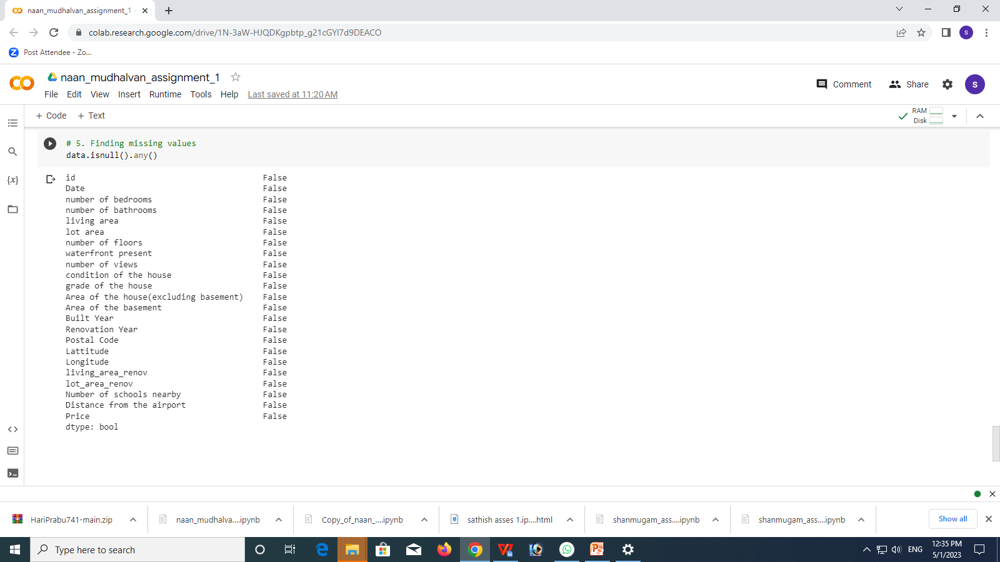 naan_mudhalvan_assignment_1 -
colab.research.google.com/drive/1N-3aW-HJQDKgpbtp_g21cGYI7d9DEACO
S
Post Attendee - Zo...
naan_mudhalvan_assignment_1
Comment
Share
S
File Edit View Insert Runtime Tools Help Last saved at 11:20 AM
+ Code + Text
RAM
Disk
# 5. Finding missing values
data.isnull().any()
{x}
id False
Date False
number of bedrooms False
number of bathrooms False
living area False
lot area False
number of floors False
waterfront present False
number of views False
condition of the house False
grade of the house False
Area of the house(excluding basement) False
Area of the basement False
Built Year False
Renovation Year False
Postal Code False
Lattitude False
Longitude False
living_area_renov False
lot_area_renov False
Number of schools nearby False
Distance from the airport False
Price False
dtype: bool
HariPrabu741-main.zip
naan_mudhalva....ipynb
Copy_of_naan_....ipynb
sathish asses 1.ip....html
shanmugam_ass....ipynb
shanmugam_ass....ipynb
Show all
Type here to search
ENG
12:35 PM
5/1/2023